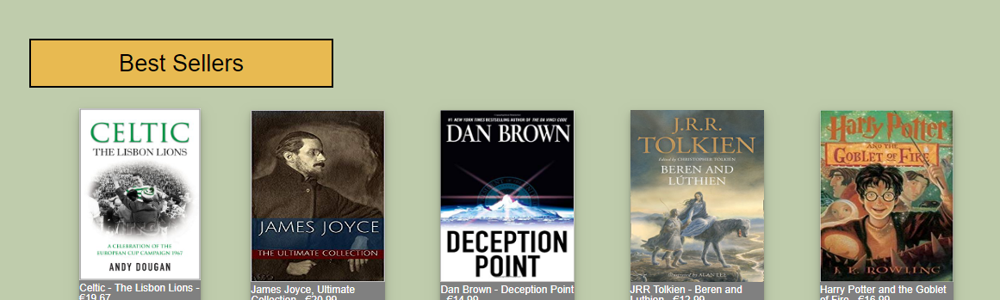 Best Sellers
CELTIC
THE LISBON LIONS
A CELEBRATION OF THE
EUROPEAN CUP CAMPAIGN 1967
ANDY DOUGAN
Celtic - The Lisbon Lions -
€19.67
JAMES JOYCE
THE ULTIMATE COLLECTION
James Joyce, Ultimate
Collection - €20.99
#1 NEW YORK TIMES BESTSELLING AUTHOR OF THE DA VINCI CODE
DAN BROWN
DECEPTION
POINT
Dan Brown - Deception Point
- €14.99
J.R.R.
TOLKIEN
Edited by CHRISTOPHER TOLKIEN
BEREN AND
LÚTHIEN
Illustrated by ALAN LEE
JRR Tolkien - Beren and
Luthien - €12.99
Harry Potter
AND THE
GOBLET OF FIRE
J. K. ROWLING
Harry Potter and the Goblet
of Fire - €16.99